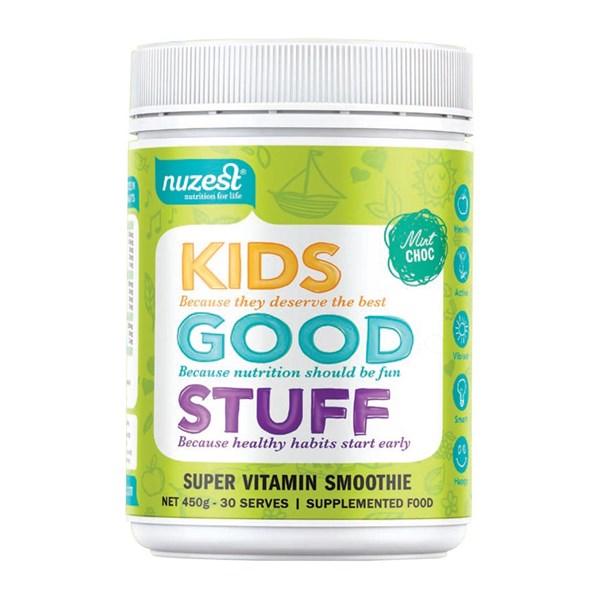 nuzest®
nutrition for life
Mint
CHOC
KIDS
Because they deserve the best
GOOD
Because nutrition should be fun
STUFF
Because healthy habits start early
SUPER VITAMIN SMOOTHIE
NET 450g - 30 SERVES | SUPPLEMENTED FOOD
Active